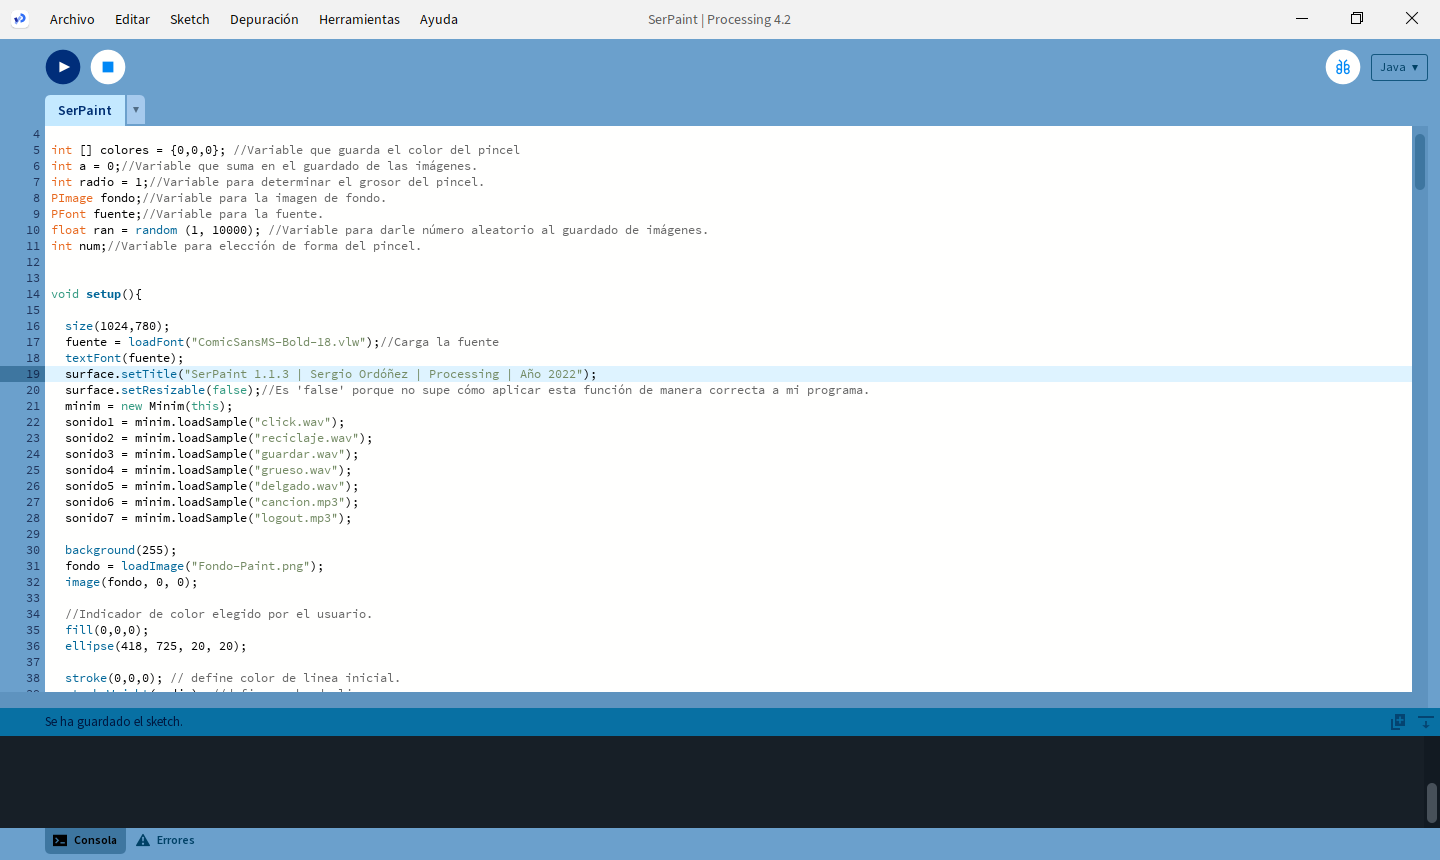 Archivo Editar Sketch Depuración Herramientas Ayuda SerPaint | Processing 4.2
Java ▾
SerPaint ▾
4
5 int [] colores = {0,0,0}; //Variable que guarda el color del pincel
6 int a = 0;//Variable que suma en el guardado de las imágenes.
7 int radio = 1;//Variable para determinar el grosor del pincel.
8 PImage fondo;//Variable para la imagen de fondo.
9 PFont fuente;//Variable para la fuente.
10 float ran = random (1, 10000); //Variable para darle número aleatorio al guardado de imágenes.
11 int num;//Variable para elección de forma del pincel.
12
13
14 void setup(){
15
16 size(1024,780);
17 fuente = loadFont("ComicSansMS-Bold-18.vlw");//Carga la fuente
18 textFont(fuente);
19 surface.setTitle("SerPaint 1.1.3 | Sergio Ordóñez | Processing | Año 2022");
20 surface.setResizable(false);//Es 'false' porque no supe cómo aplicar esta función de manera correcta a mi programa.
21 minim = new Minim(this);
22 sonido1 = minim.loadSample("click.wav");
23 sonido2 = minim.loadSample("reciclaje.wav");
24 sonido3 = minim.loadSample("guardar.wav");
25 sonido4 = minim.loadSample("grueso.wav");
26 sonido5 = minim.loadSample("delgado.wav");
27 sonido6 = minim.loadSample("cancion.mp3");
28 sonido7 = minim.loadSample("logout.mp3");
29
30 background(255);
31 fondo = loadImage("Fondo-Paint.png");
32 image(fondo, 0, 0);
33
34 //Indicador de color elegido por el usuario.
35 fill(0,0,0);
36 ellipse(418, 725, 20, 20);
37
38 stroke(0,0,0); // define color de linea inicial.
Se ha guardado el sketch.
Consola Errores